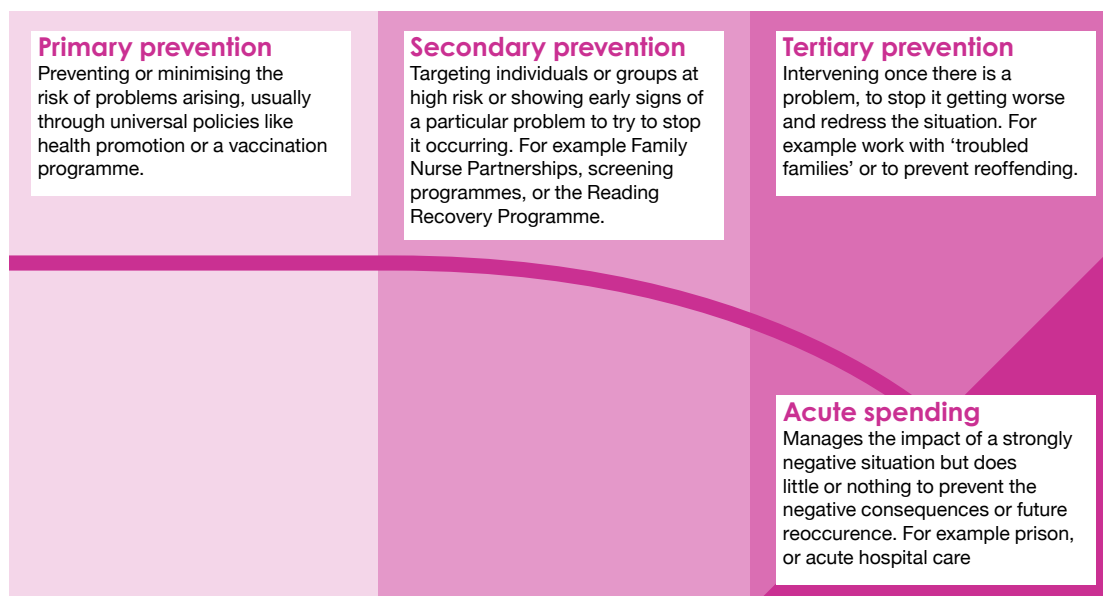 Primary prevention
Preventing or minimising the
risk of problems arising, usually
through universal policies like
health promotion or a vaccination
programme.
Secondary prevention
Targeting individuals or groups at
high risk or showing early signs of
a particular problem to try to stop
it occurring. For example Family
Nurse Partnerships, screening
programmes, or the Reading
Recovery Programme.
Tertiary prevention
Intervening once there is a
problem, to stop it getting worse
and redress the situation. For
example work with ‘troubled
families’ or to prevent reoffending.
Acute spending
Manages the impact of a strongly
negative situation but does
little or nothing to prevent the
negative consequences or future
reoccurence. For example prison,
or acute hospital care